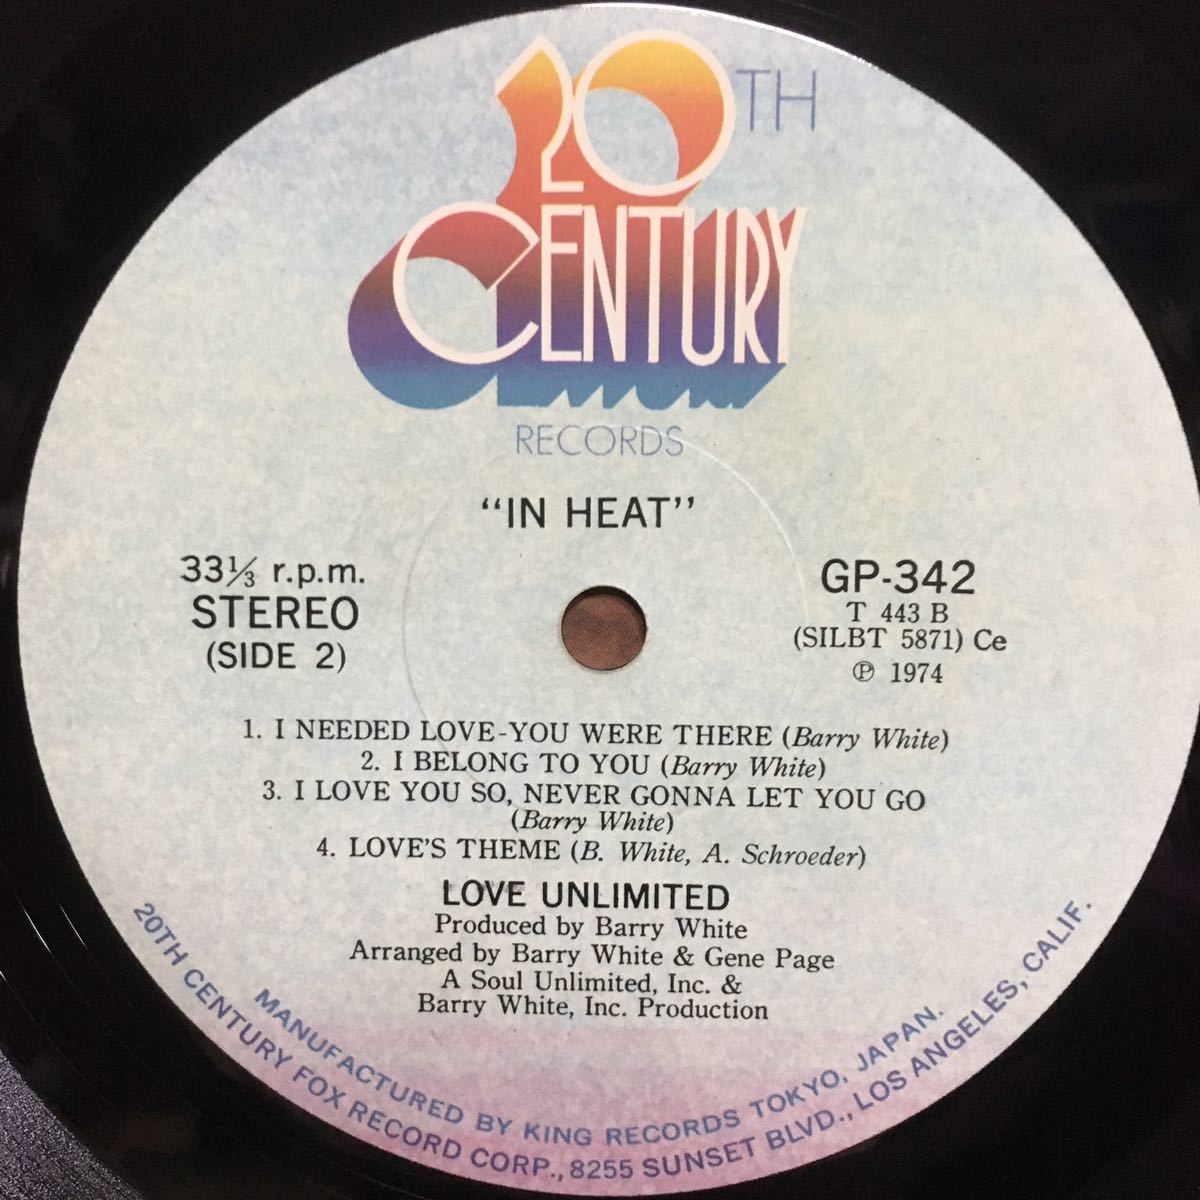 20TH
CENTURY
RECORDS
“IN HEAT”
33⅓ r.p.m.
STEREO
(SIDE 2)
GP-342
T 443 B
(SILBT 5871) Ce
℗ 1974
1. I NEEDED LOVE-YOU WERE THERE (Barry White)
2. I BELONG TO YOU (Barry White)
3. I LOVE YOU SO, NEVER GONNA LET YOU GO
(Barry White)
4. LOVE'S THEME (B. White, A. Schroeder)
LOVE UNLIMITED
Produced by Barry White
Arranged by Barry White & Gene Page
A Soul Unlimited, Inc. &
Barry White, Inc. Production
MANUFACTURED BY KING RECORDS TOKYO, JAPAN.
20TH CENTURY FOX RECORD CORP., 8255 SUNSET BLVD., LOS ANGELES, CALIF.